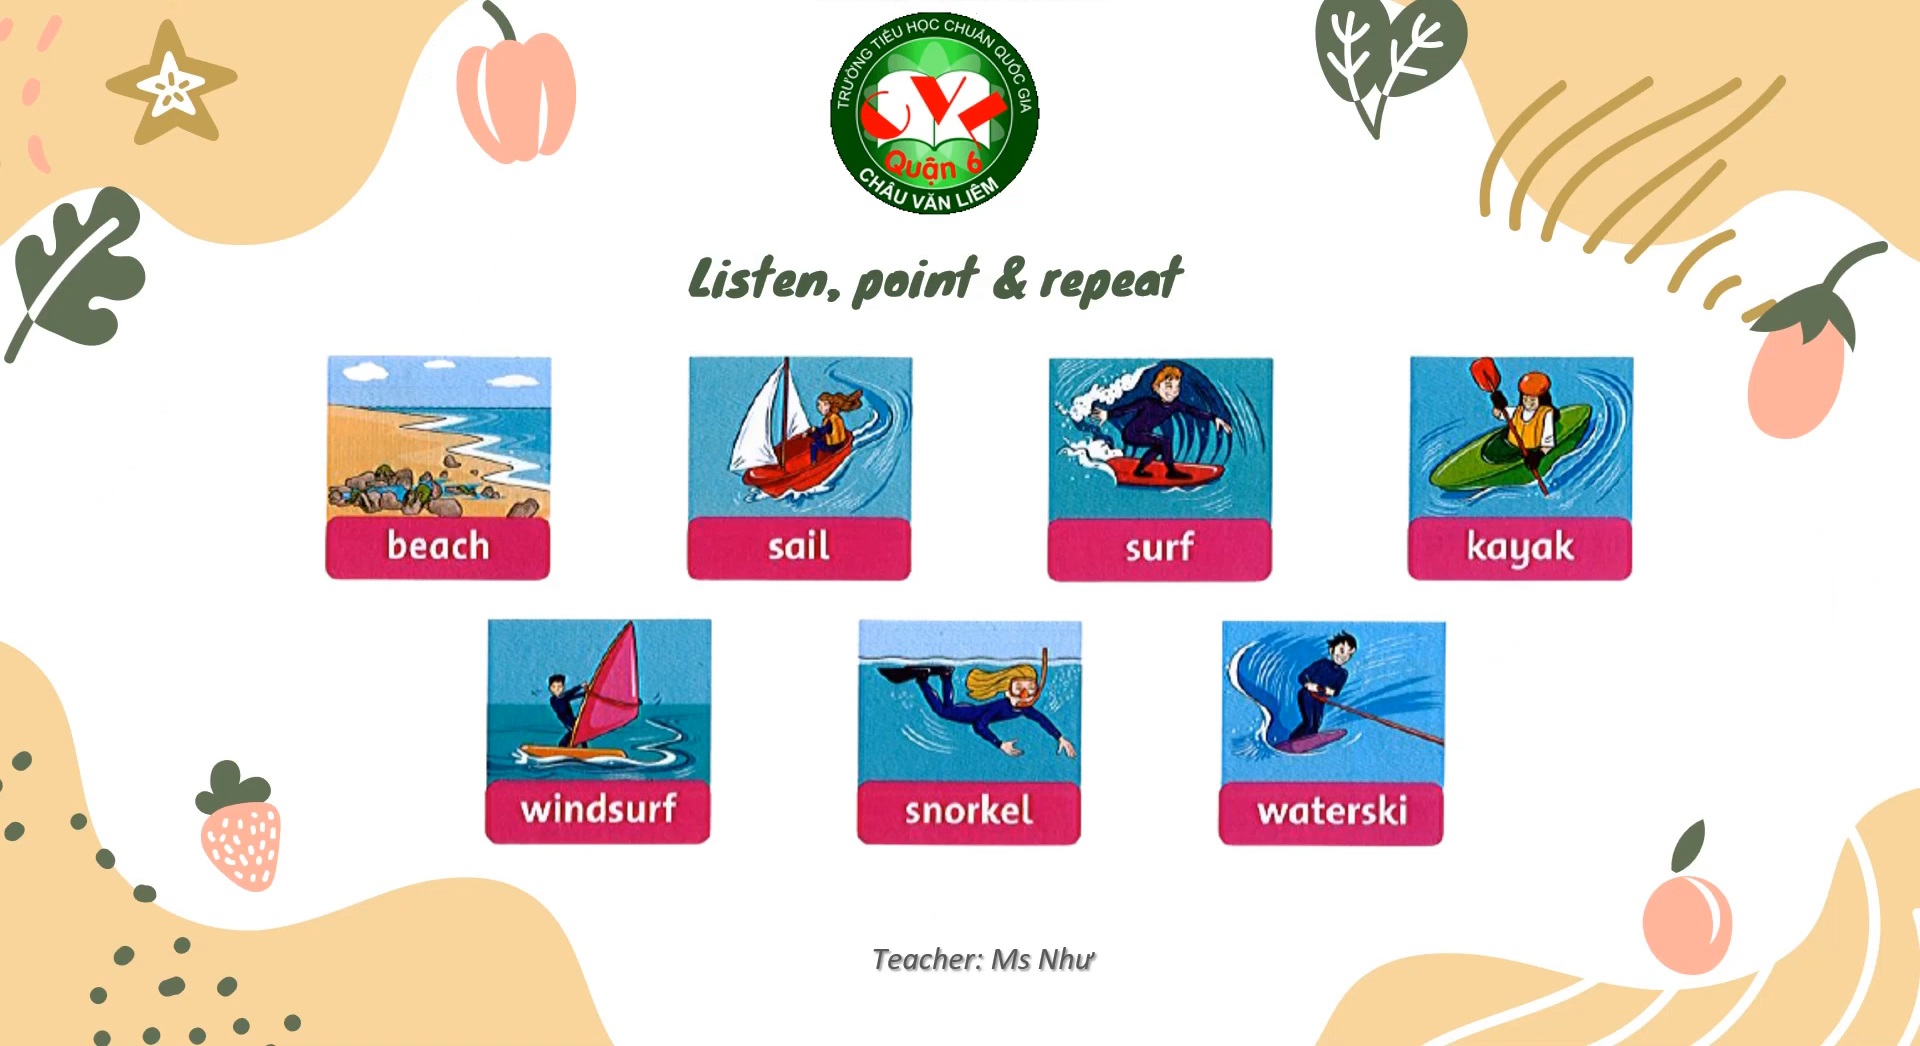 TRƯỜNG TIỂU HỌC CHUẨN QUỐC GIA
CVL
Quận 6
CHÂU VĂN LIÊM
Listen, point & repeat
beach
sail
surf
kayak
windsurf
snorkel
waterski
Teacher: Ms Như